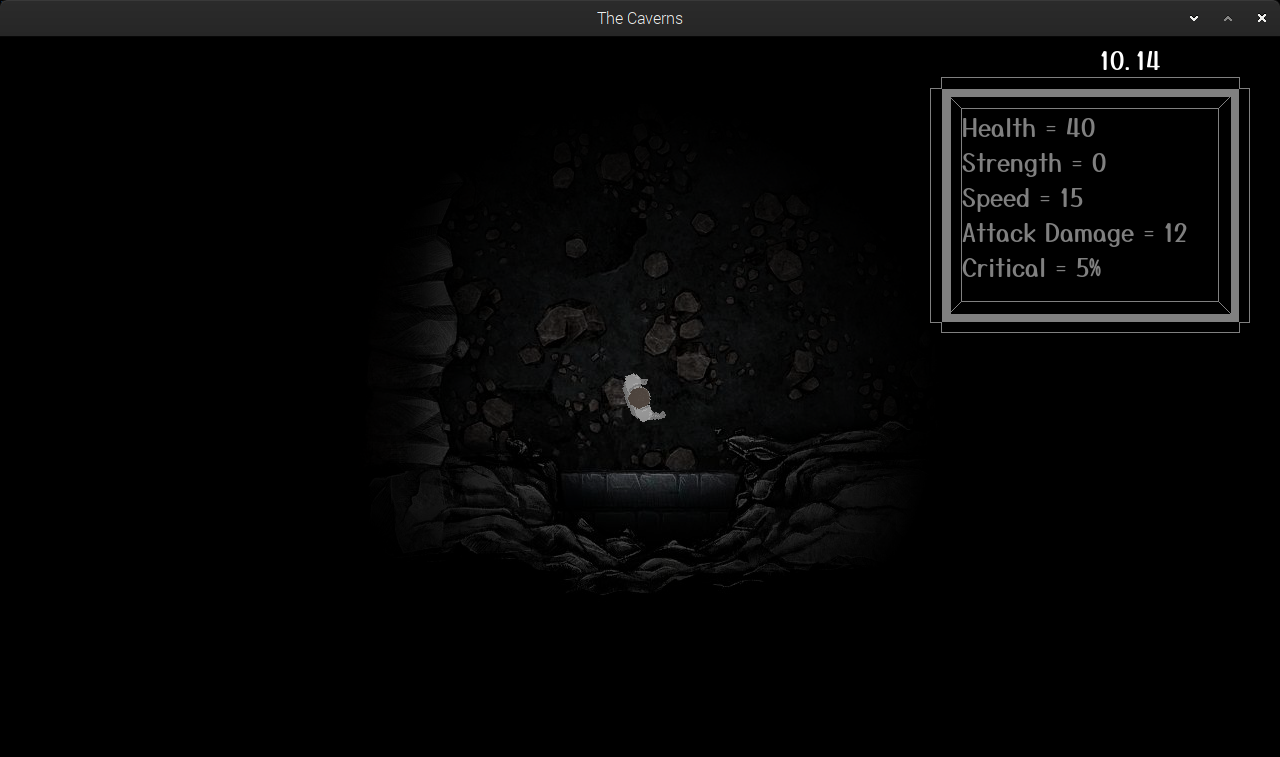 The Caverns
10.14
Health = 40
Strength = 0
Speed = 15
Attack Damage = 12
Critical = 5%